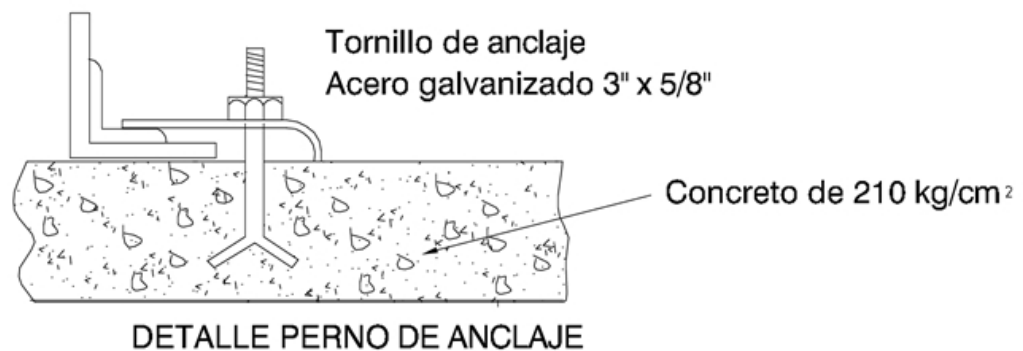 Tornillo de anclaje
Acero galvanizado 3" x 5/8"
Concreto de 210 kg/cm²
DETALLE PERNO DE ANCLAJE